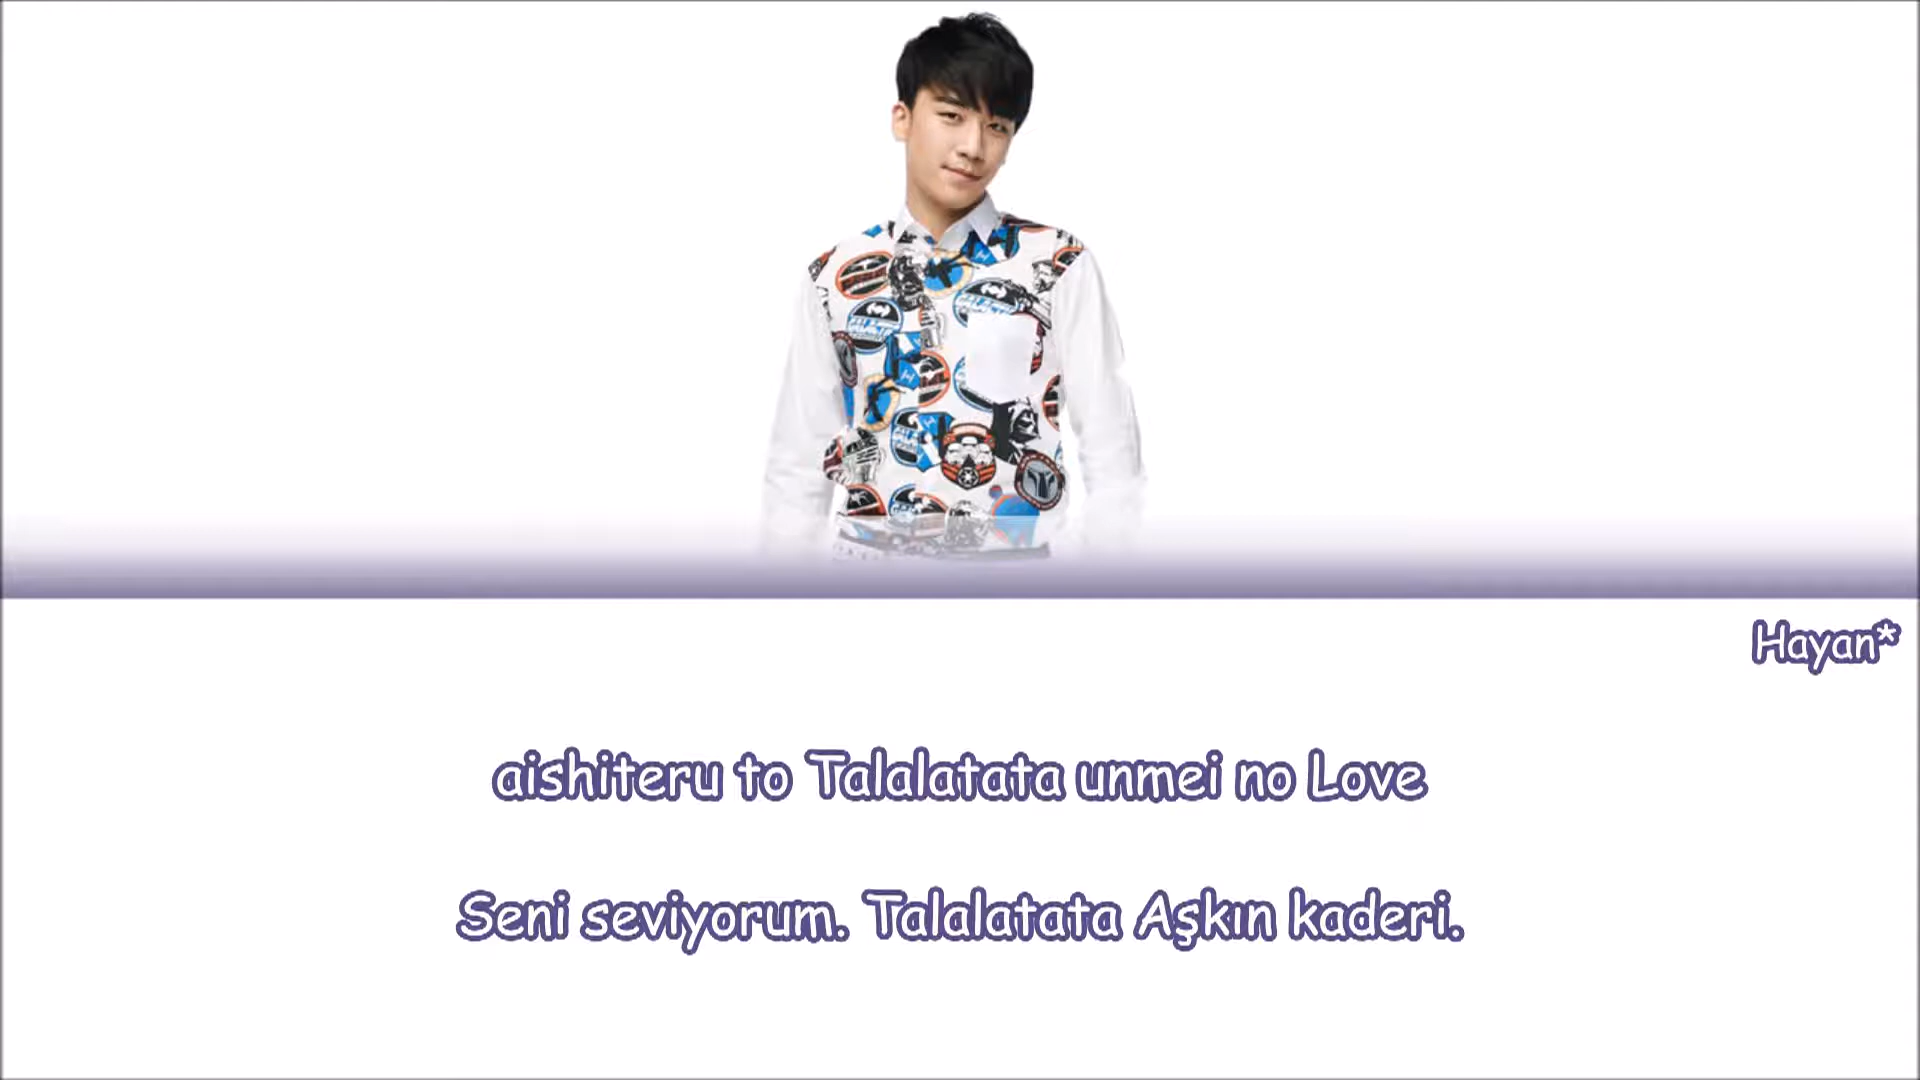 Hayan*
aishiteru to Talalatata unmei no Love
Seni seviyorum. Talalatata Aşkın kaderi.